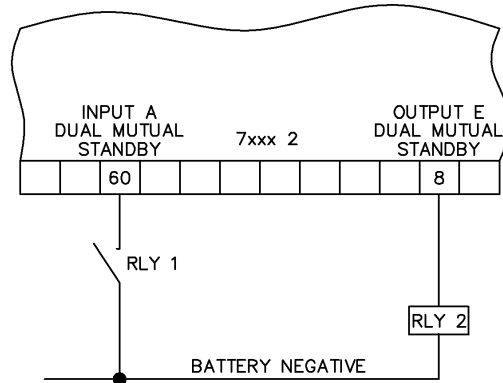 INPUT A
DUAL MUTUAL
STANDBY
7xxx 2
OUTPUT E
DUAL MUTUAL
STANDBY
60
8
RLY 1
RLY 2
BATTERY NEGATIVE